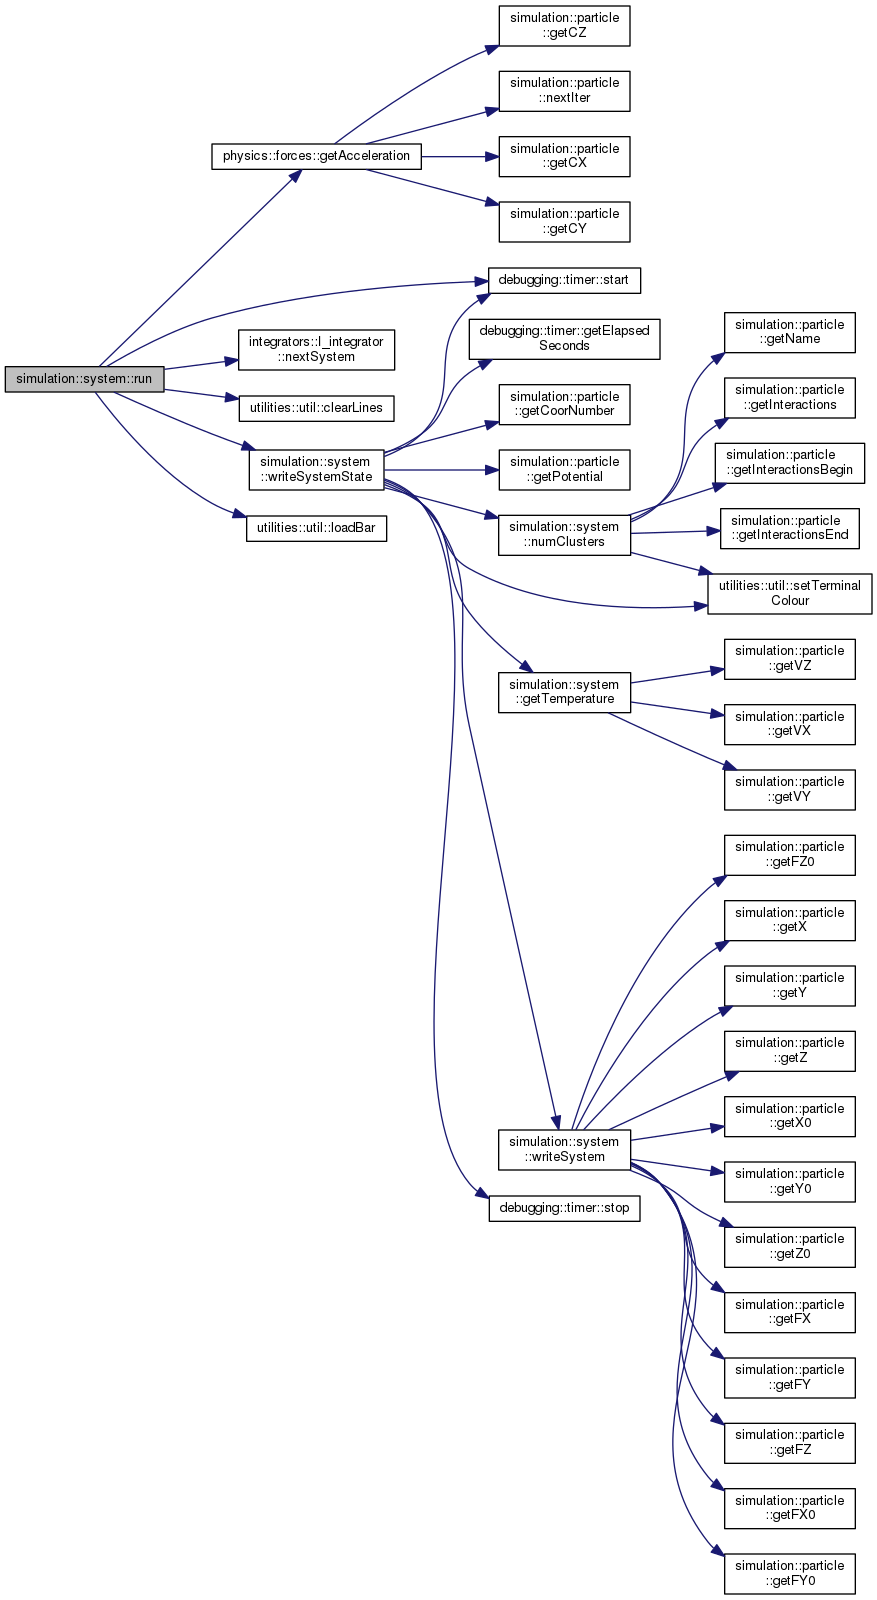 simulation::particle
::getCZ
simulation::particle
::nextIter
physics::forces::getAcceleration
simulation::particle
::getCX
simulation::particle
::getCY
debugging::timer::start
integrators::I_integrator
::nextSystem
debugging::timer::getElapsed
Seconds
simulation::particle
::getName
simulation::system::run
utilities::util::clearLines
simulation::particle
::getCoorNumber
simulation::particle
::getInteractions
simulation::system
::writeSystemState
simulation::particle
::getPotential
simulation::particle
::getInteractionsBegin
utilities::util::loadBar
simulation::system
::numClusters
simulation::particle
::getInteractionsEnd
utilities::util::setTerminal
Colour
simulation::system
::getTemperature
simulation::particle
::getVZ
simulation::particle
::getVX
simulation::particle
::getVY
simulation::particle
::getFZ0
simulation::particle
::getX
simulation::particle
::getY
simulation::particle
::getZ
simulation::particle
::getX0
simulation::system
::writeSystem
simulation::particle
::getY0
debugging::timer::stop
simulation::particle
::getZ0
simulation::particle
::getFX
simulation::particle
::getFY
simulation::particle
::getFZ
simulation::particle
::getFX0
simulation::particle
::getFY0